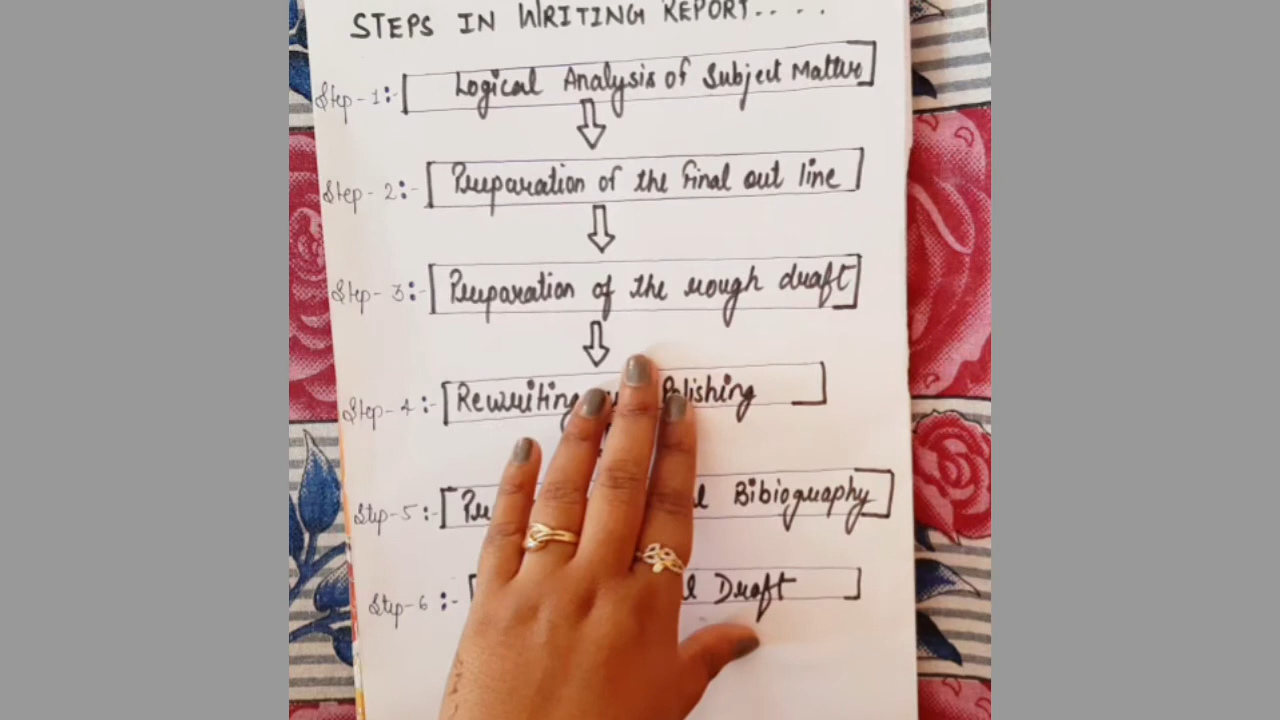 STEPS IN WRITING REPORT....
Step-1:- Logical Analysis of Subject Matter
Step-2:- Preparation of the final out line
Step-3:- Preparation of the rough draft
Step-4:- Rewriting Polishing
Step-5:- Bibiography
Step-6:- Draft